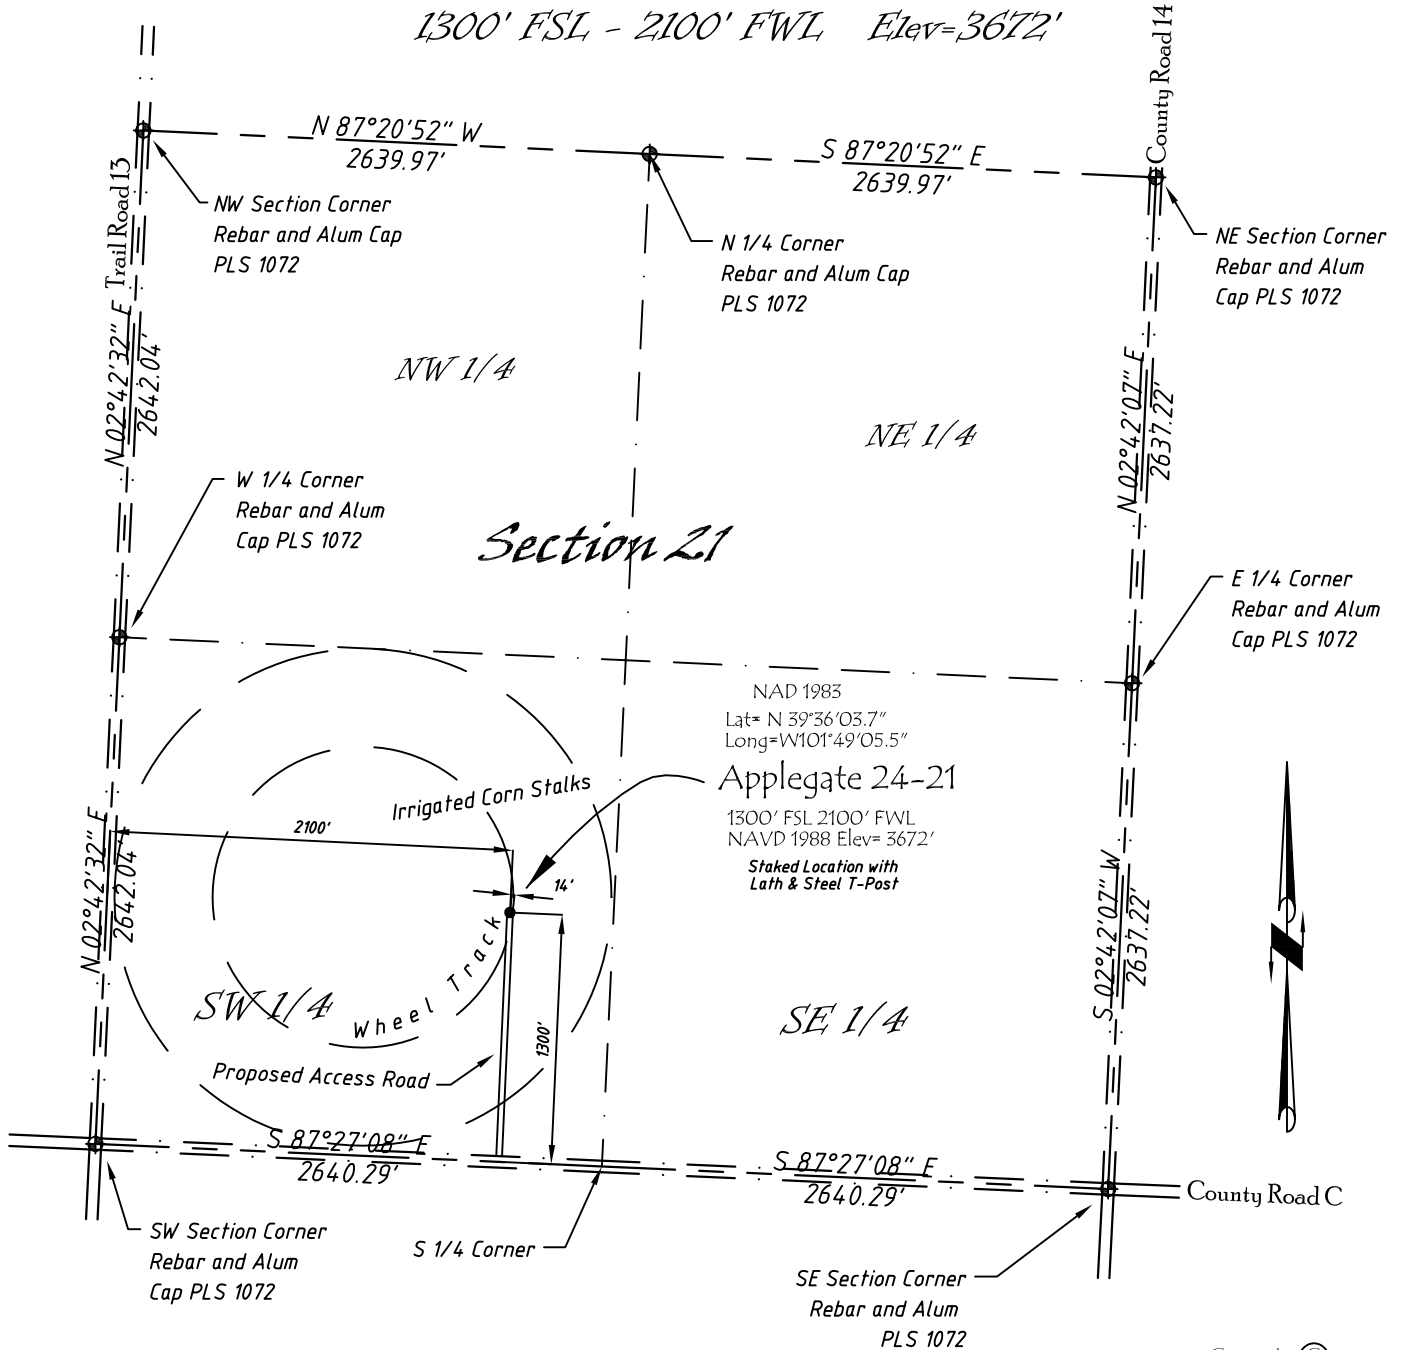 1300' FSL - 2100' FWL Elev=3672'
County Road 14
N 87°20'52" W
2639.97'
S 87°20'52" E
2639.97'
Trail Road 13
NW Section Corner
Rebar and Alum Cap
PLS 1072
N 1/4 Corner
Rebar and Alum Cap
PLS 1072
NE Section Corner
Rebar and Alum
Cap PLS 1072
N 02°42'32" E
2642.04'
NW 1/4
NE 1/4
N 02°42'07" E
2637.22'
W 1/4 Corner
Rebar and Alum
Cap PLS 1072
Section 21
E 1/4 Corner
Rebar and Alum
Cap PLS 1072
NAD 1983
Lat= N 39°36'03.7"
Long=W101°49'05.5"
Applegate 24-21
1300' FSL 2100' FWL
NAVD 1988 Elev= 3672'
Staked Location with
Lath & Steel T-Post
Irrigated Corn Stalks
2100'
14'
N 02°42'32" E
2642.04'
S 02°42'07" W
2637.22'
Wheel Track
SW 1/4
SE 1/4
1300'
Proposed Access Road
S 87°27'08" E
2640.29'
S 87°27'08" E
2640.29'
County Road C
SW Section Corner
Rebar and Alum
Cap PLS 1072
S 1/4 Corner
SE Section Corner
Rebar and Alum
PLS 1072